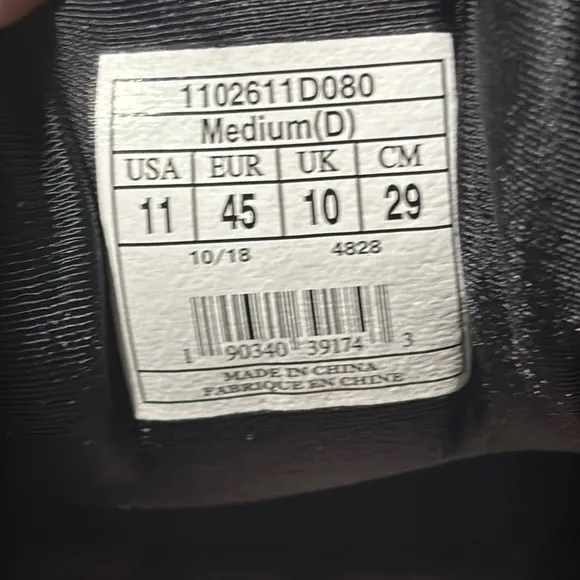 1102611D080
Medium(D)
USA EUR UK CM
11 45 10 29
10/18 4828
1 90340 39174 3
MADE IN CHINA
FABRIQUE EN CHINE